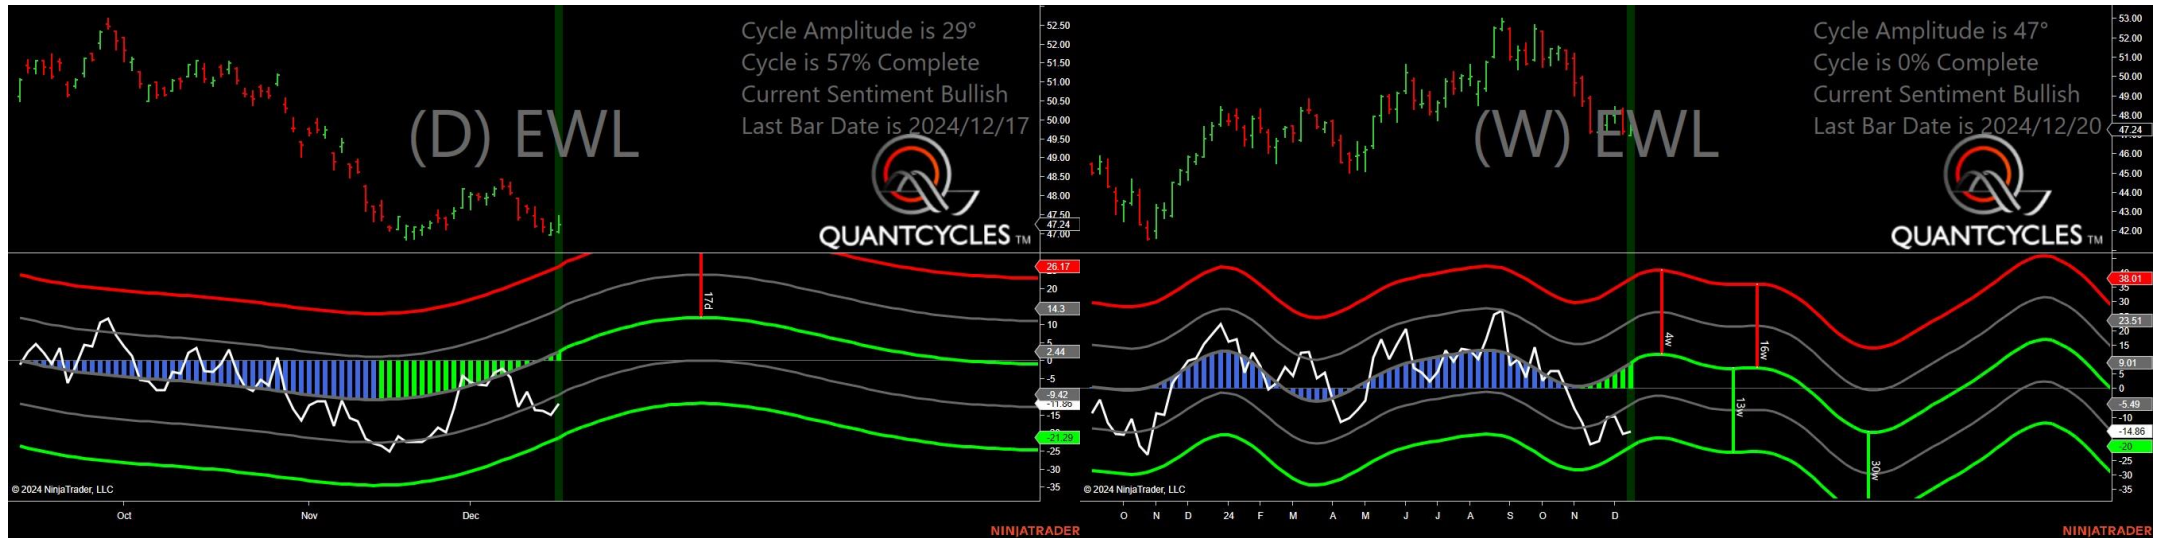 Cycle Amplitude is 29°
Cycle is 57% Complete
Current Sentiment Bullish
Last Bar Date is 2024/12/17
(D) EWL
QUANTCYCLES TM
52.50
52.00
51.50
51.00
50.50
50.00
49.50
49.00
48.50
48.00
47.50
47.24
47.00
26.17
20
14.3
10
5
2.44
0
-5
-9.42
-11.86
-15
-21.29
-25
-30
-35
17d
© 2024 NinjaTrader, LLC
Oct
Nov
Dec
NINJATRADER
Cycle Amplitude is 47°
Cycle is 0% Complete
Current Sentiment Bullish
Last Bar Date is 2024/12/20
(W) EWL
QUANTCYCLES TM
53.00
52.00
51.00
50.00
49.00
48.00
47.24
46.00
45.00
44.00
43.00
42.00
38.01
35
30
23.51
20
15
9.01
5
0
-5.49
-10
-14.86
-20
-25
-30
-35
4w
16w
13w
30w
© 2024 NinjaTrader, LLC
O N D 24 F M A M J J A S O N D
NINJATRADER